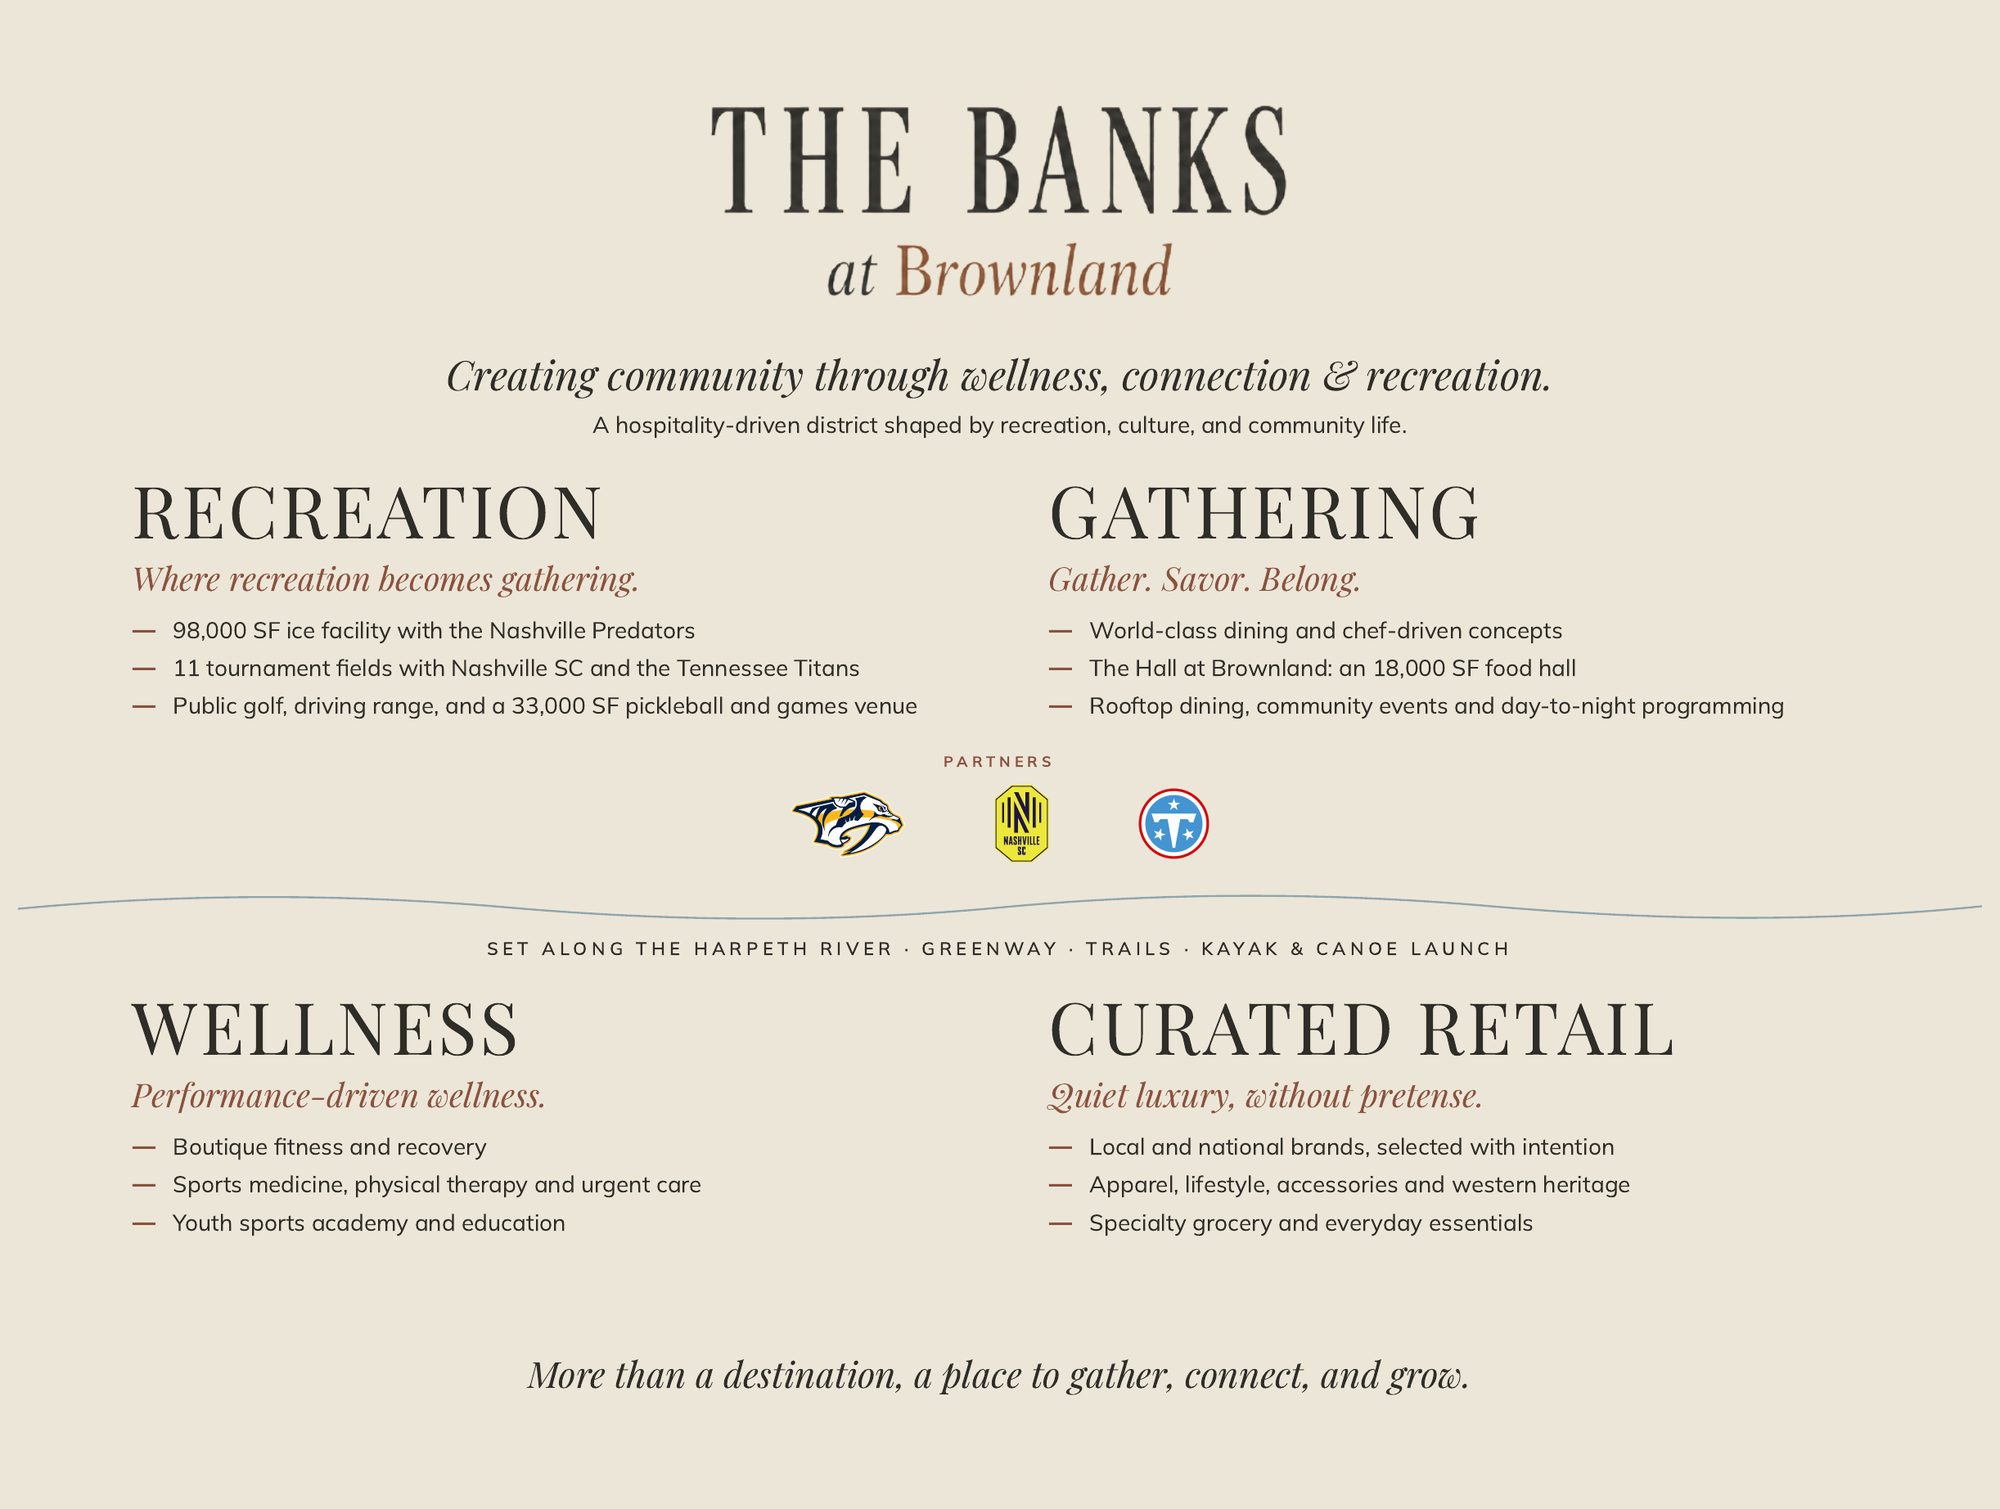 THE BANKS
at Brownland
Creating community through wellness, connection & recreation.
A hospitality-driven district shaped by recreation, culture, and community life.
RECREATION
Where recreation becomes gathering.
— 98,000 SF ice facility with the Nashville Predators
— 11 tournament fields with Nashville SC and the Tennessee Titans
— Public golf, driving range, and a 33,000 SF pickleball and games venue
GATHERING
Gather. Savor. Belong.
— World-class dining and chef-driven concepts
— The Hall at Brownland: an 18,000 SF food hall
— Rooftop dining, community events and day-to-night programming
PARTNERS
N
NASHVILLE
SC
T
SET ALONG THE HARPETH RIVER · GREENWAY · TRAILS · KAYAK & CANOE LAUNCH
WELLNESS
Performance-driven wellness.
— Boutique fitness and recovery
— Sports medicine, physical therapy and urgent care
— Youth sports academy and education
CURATED RETAIL
Quiet luxury, without pretense.
— Local and national brands, selected with intention
— Apparel, lifestyle, accessories and western heritage
— Specialty grocery and everyday essentials
More than a destination, a place to gather, connect, and grow.